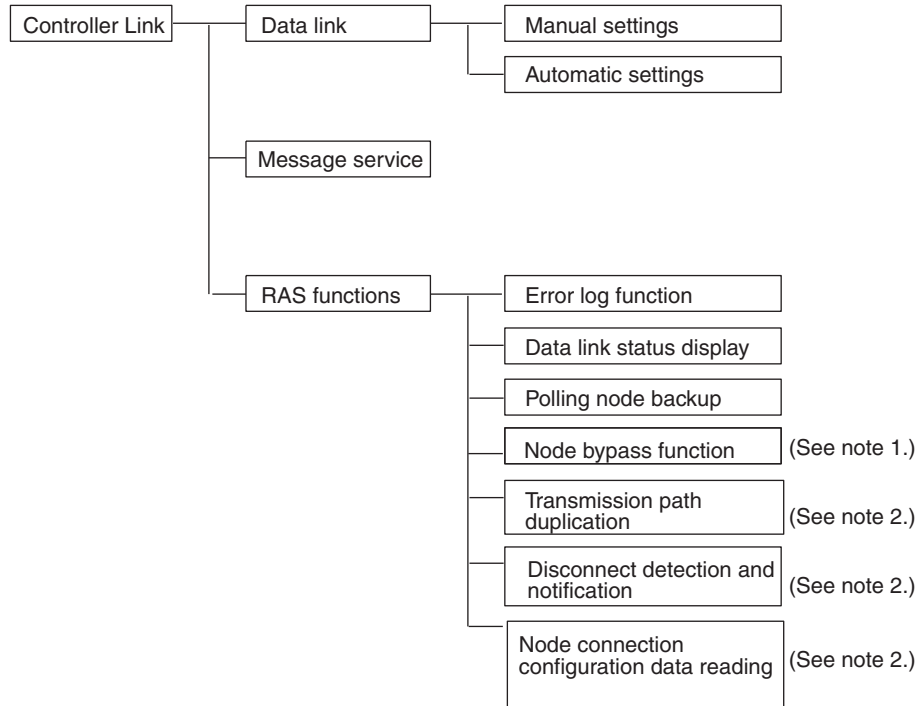 Controller Link
Data link
Manual settings
Automatic settings
Message service
RAS functions
Error log function
Data link status display
Polling node backup
Node bypass function
(See note 1.)
Transmission path
duplication
(See note 2.)
Disconnect detection and
notification
(See note 2.)
Node connection
configuration data reading
(See note 2.)